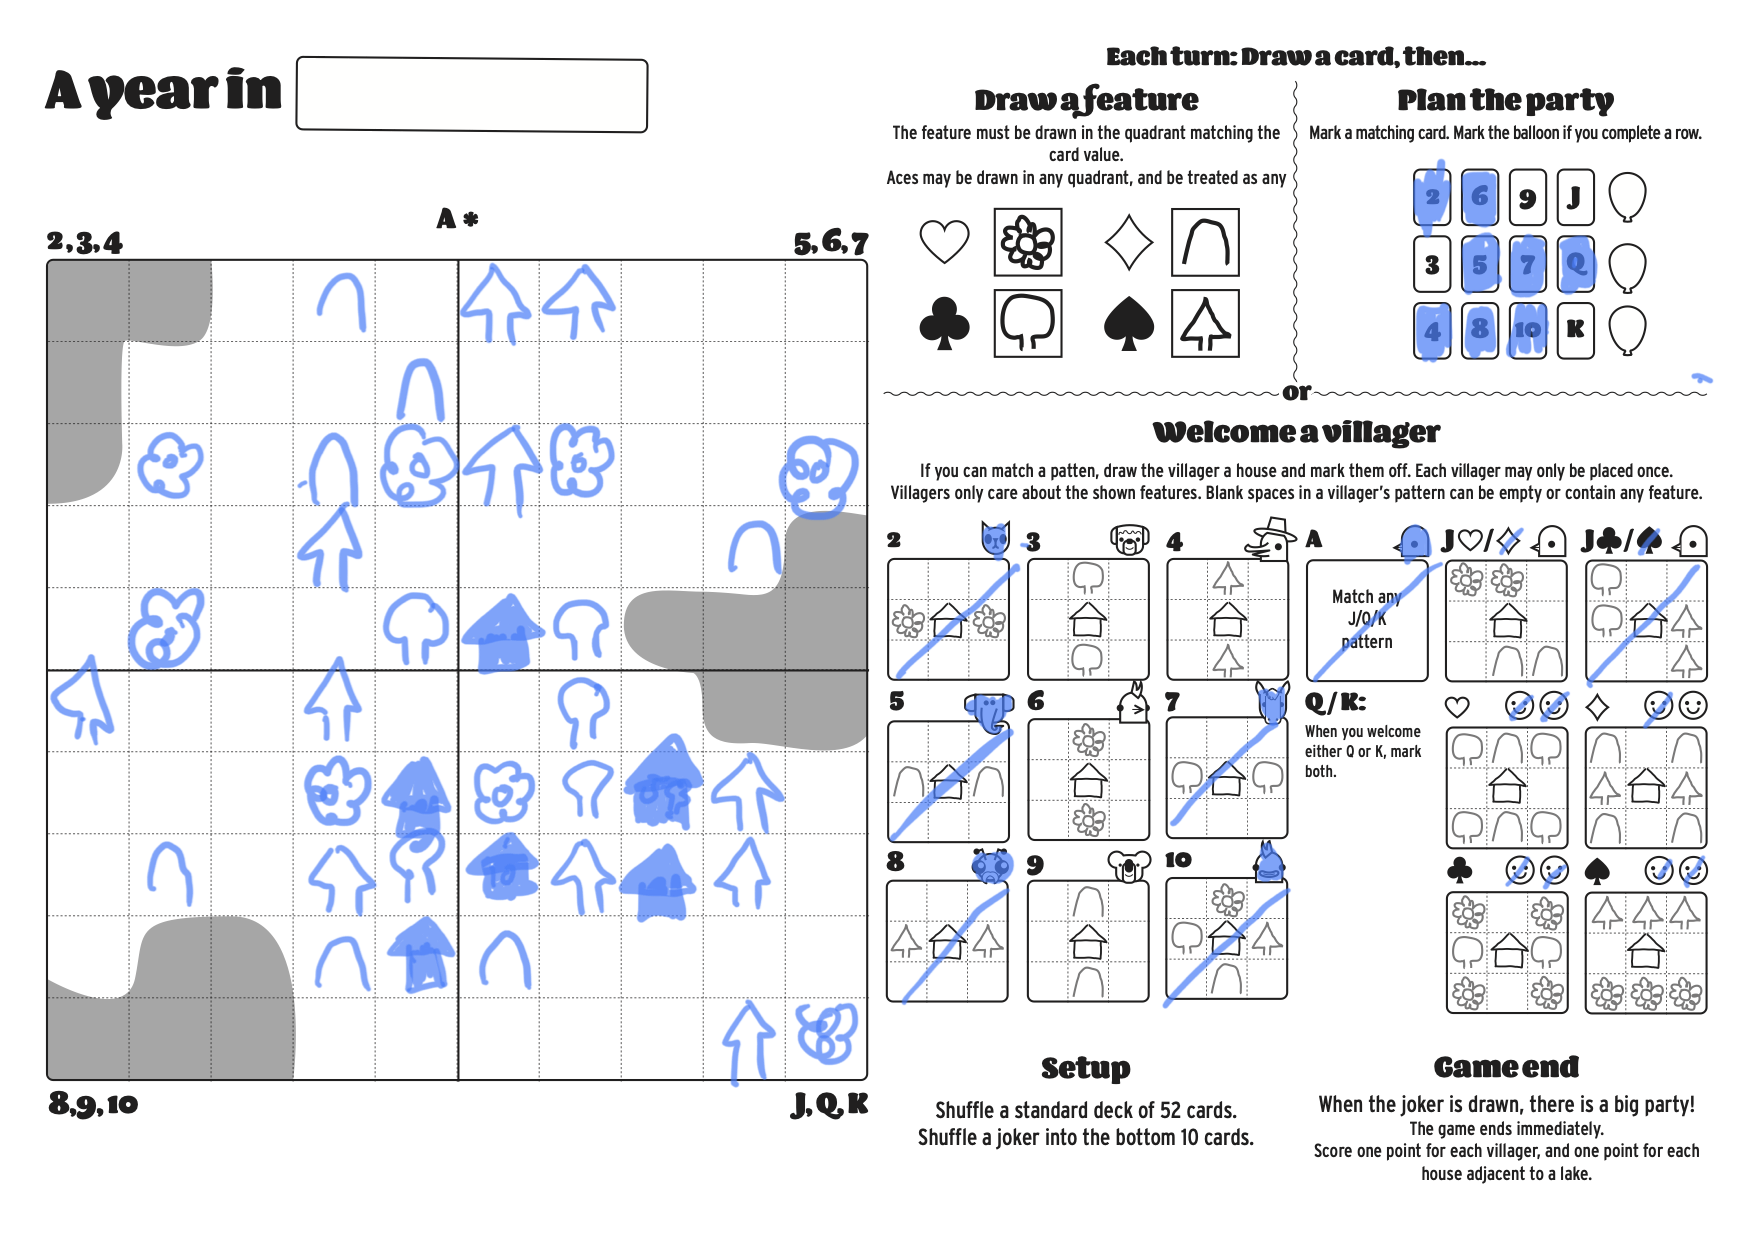 A year in
Each turn: Draw a card, then...
Draw a feature
The feature must be drawn in the quadrant matching the
card value.
Aces may be drawn in any quadrant, and be treated as any
Plan the party
Mark a matching card. Mark the balloon if you complete a row.
2 6 9 J
3 5 7 Q
4 8 10 K
or
A *
2, 3, 4
5, 6, 7
8, 9, 10
J, Q, K
Welcome a villager
If you can match a patten, draw the villager a house and mark them off. Each villager may only be placed once.
Villagers only care about the shown features. Blank spaces in a villager's pattern can be empty or contain any feature.
2
3
4
A
Match any
J/Q/K
pattern
J♡/♢
J♣/♠
5
6
7
Q/K:
When you welcome
either Q or K, mark
both.
8
9
10
Setup
Shuffle a standard deck of 52 cards.
Shuffle a joker into the bottom 10 cards.
Game end
When the joker is drawn, there is a big party!
The game ends immediately.
Score one point for each villager, and one point for each
house adjacent to a lake.